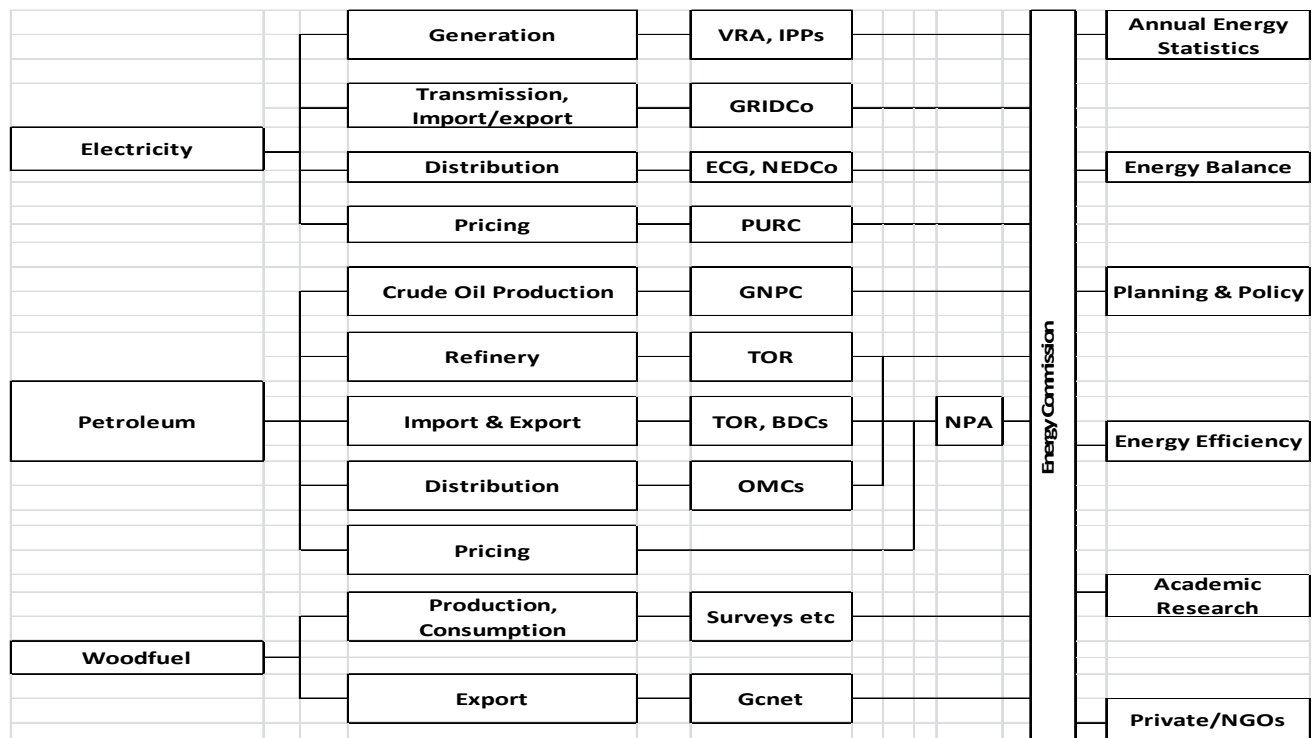 Generation
VRA, IPPs
Annual Energy
Statistics
Transmission,
Import/export
GRIDCo
Electricity
Distribution
ECG, NEDCo
Energy Balance
Pricing
PURC
Crude Oil Production
GNPC
Planning & Policy
Refinery
TOR
Energy Commission
Petroleum
Import & Export
TOR, BDCs
NPA
Energy Efficiency
Distribution
OMCs
Pricing
Production,
Consumption
Surveys etc
Academic
Research
Woodfuel
Export
Gcnet
Private/NGOs